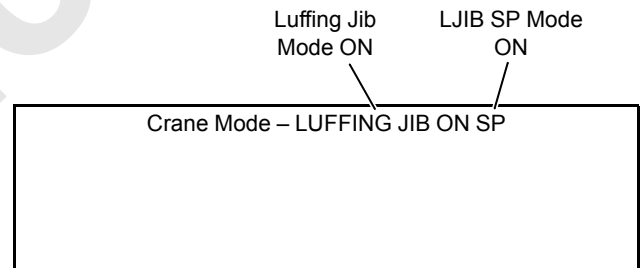 Luffing Jib
Mode ON
LJIB SP Mode
ON
Crane Mode – LUFFING JIB ON SP